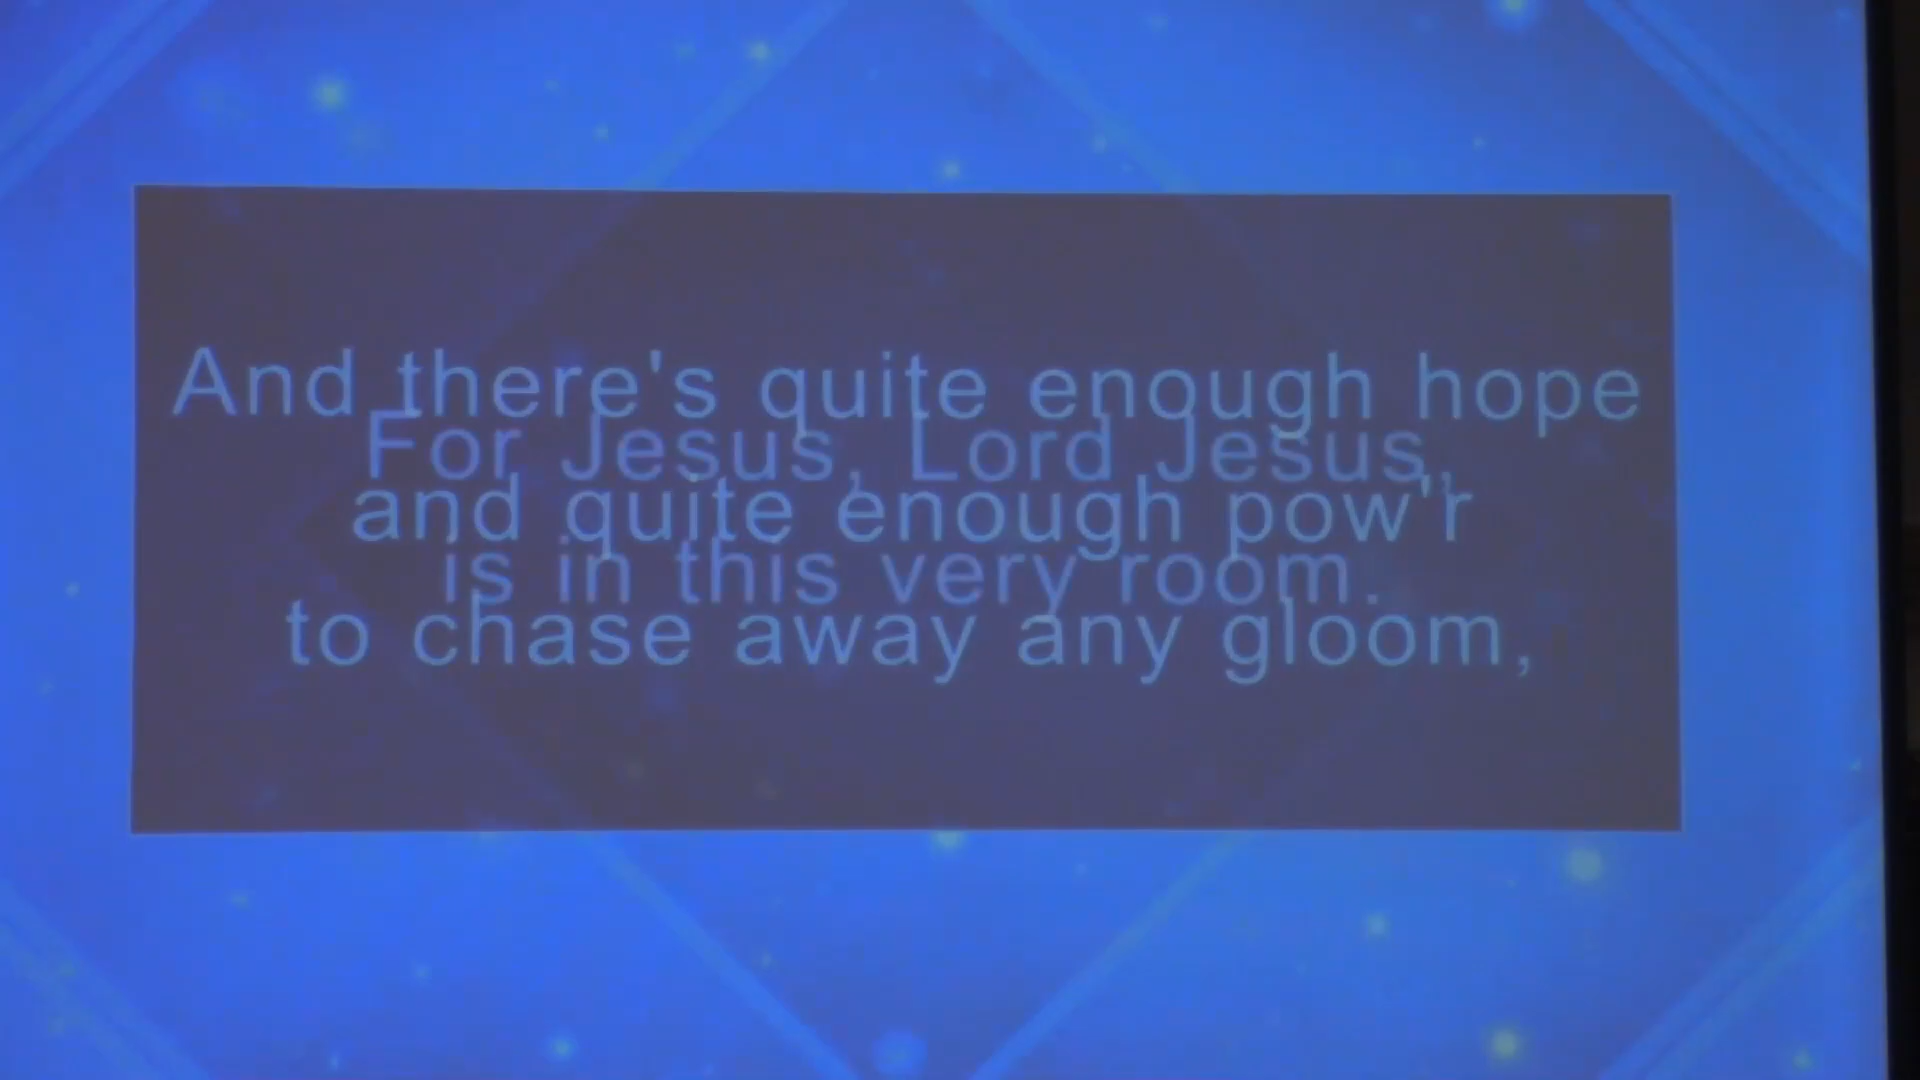 And there's quite enough hope
For Jesus, Lord Jesus,
and quite enough pow'r
is in this very room.
to chase away any gloom,